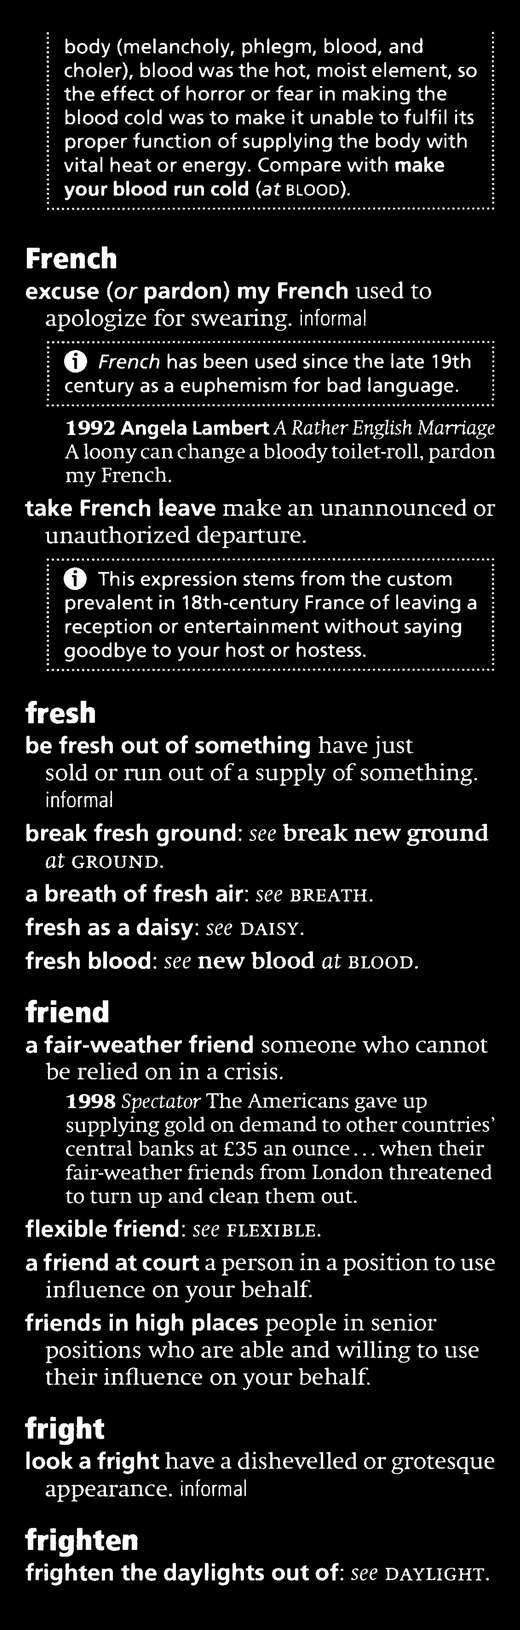 body (melancholy, phlegm, blood, and
choler), blood was the hot, moist element, so
the effect of horror or fear in making the
blood cold was to make it unable to fulfil its
proper function of supplying the body with
vital heat or energy. Compare with make
your blood run cold (at BLOOD).
French
excuse (or pardon) my French used to
apologize for swearing. informal
i French has been used since the late 19th
century as a euphemism for bad language.
1992 Angela Lambert A Rather English Marriage
A loony can change a bloody toilet-roll, pardon
my French.
take French leave make an unannounced or
unauthorized departure.
i This expression stems from the custom
prevalent in 18th-century France of leaving a
reception or entertainment without saying
goodbye to your host or hostess.
fresh
be fresh out of something have just
sold or run out of a supply of something.
informal
break fresh ground: see break new ground
at GROUND.
a breath of fresh air: see BREATH.
fresh as a daisy: see DAISY.
fresh blood: see new blood at BLOOD.
friend
a fair-weather friend someone who cannot
be relied on in a crisis.
1998 Spectator The Americans gave up
supplying gold on demand to other countries'
central banks at £35 an ounce... when their
fair-weather friends from London threatened
to turn up and clean them out.
flexible friend: see FLEXIBLE.
a friend at court a person in a position to use
influence on your behalf.
friends in high places people in senior
positions who are able and willing to use
their influence on your behalf.
fright
look a fright have a dishevelled or grotesque
appearance. informal
frighten
frighten the daylights out of: see DAYLIGHT.